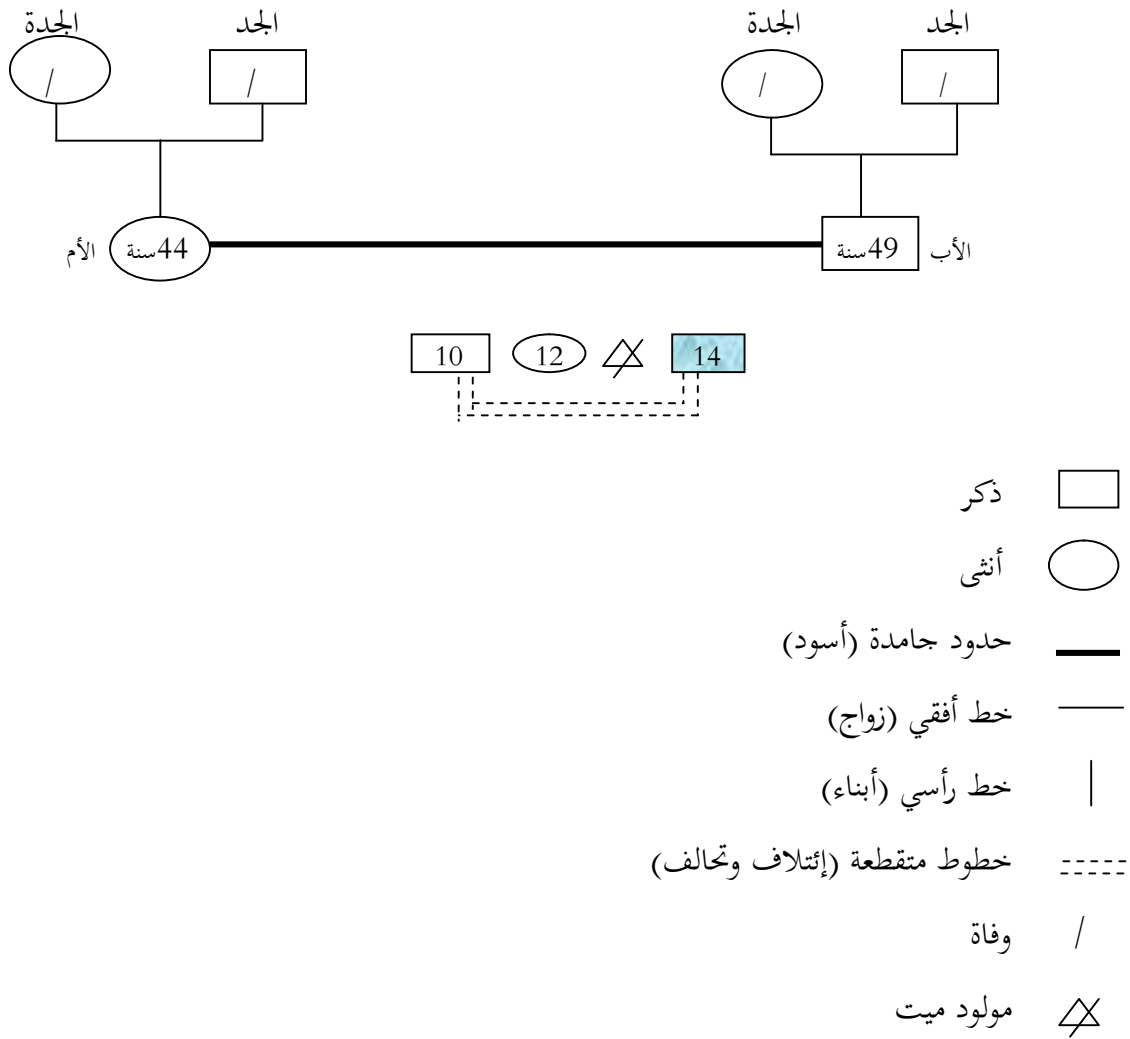 الجد الجدة الجد الجدة
/ / / /
الأب 49سنة 44سنة الأم
14 12 10
ذكر
أنثى
حدود جامدة (أسود)
خط أفقي (زواج)
خط رأسي (أبناء)
خطوط متقطعة (إئتلاف وتحالف)
وفاة /
مولود ميت